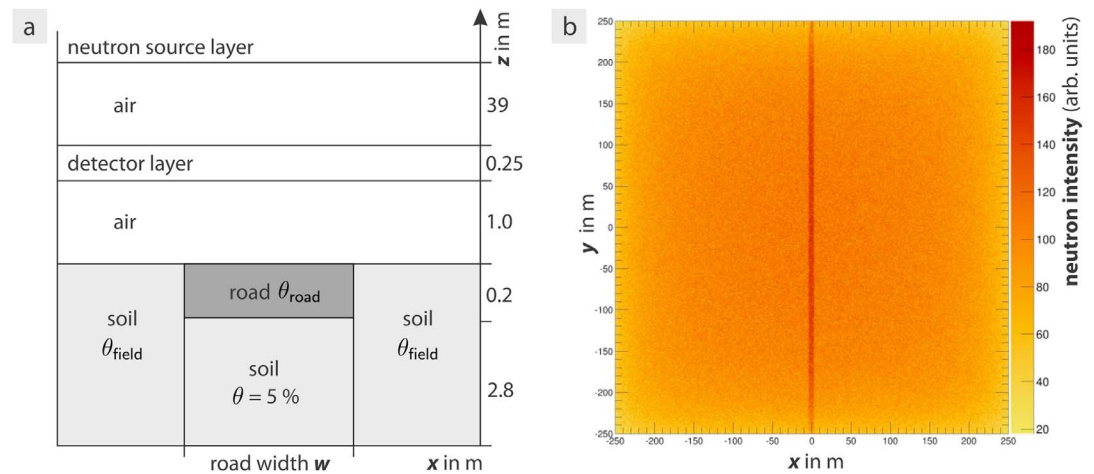 a
neutron source layer
z in m
air
39
detector layer
0.25
air
1.0
road θroad
0.2
soil
θfield
soil
θfield
soil
θ = 5 %
2.8
road width w
x in m
b
250
200
150
100
50
0
-50
-100
-150
-200
-250
y in m
-250 -200 -150 -100 -50 0 50 100 150 200 250
x in m
180
160
140
120
100
80
60
40
20
neutron intensity (arb. units)